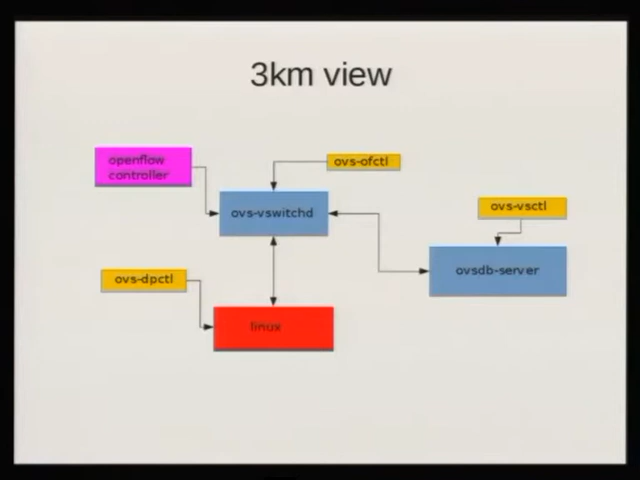 3km view
openflow
controller
ovs-ofctl
ovs-vswitchd
ovs-vsctl
ovsdb-server
ovs-dpctl
linux